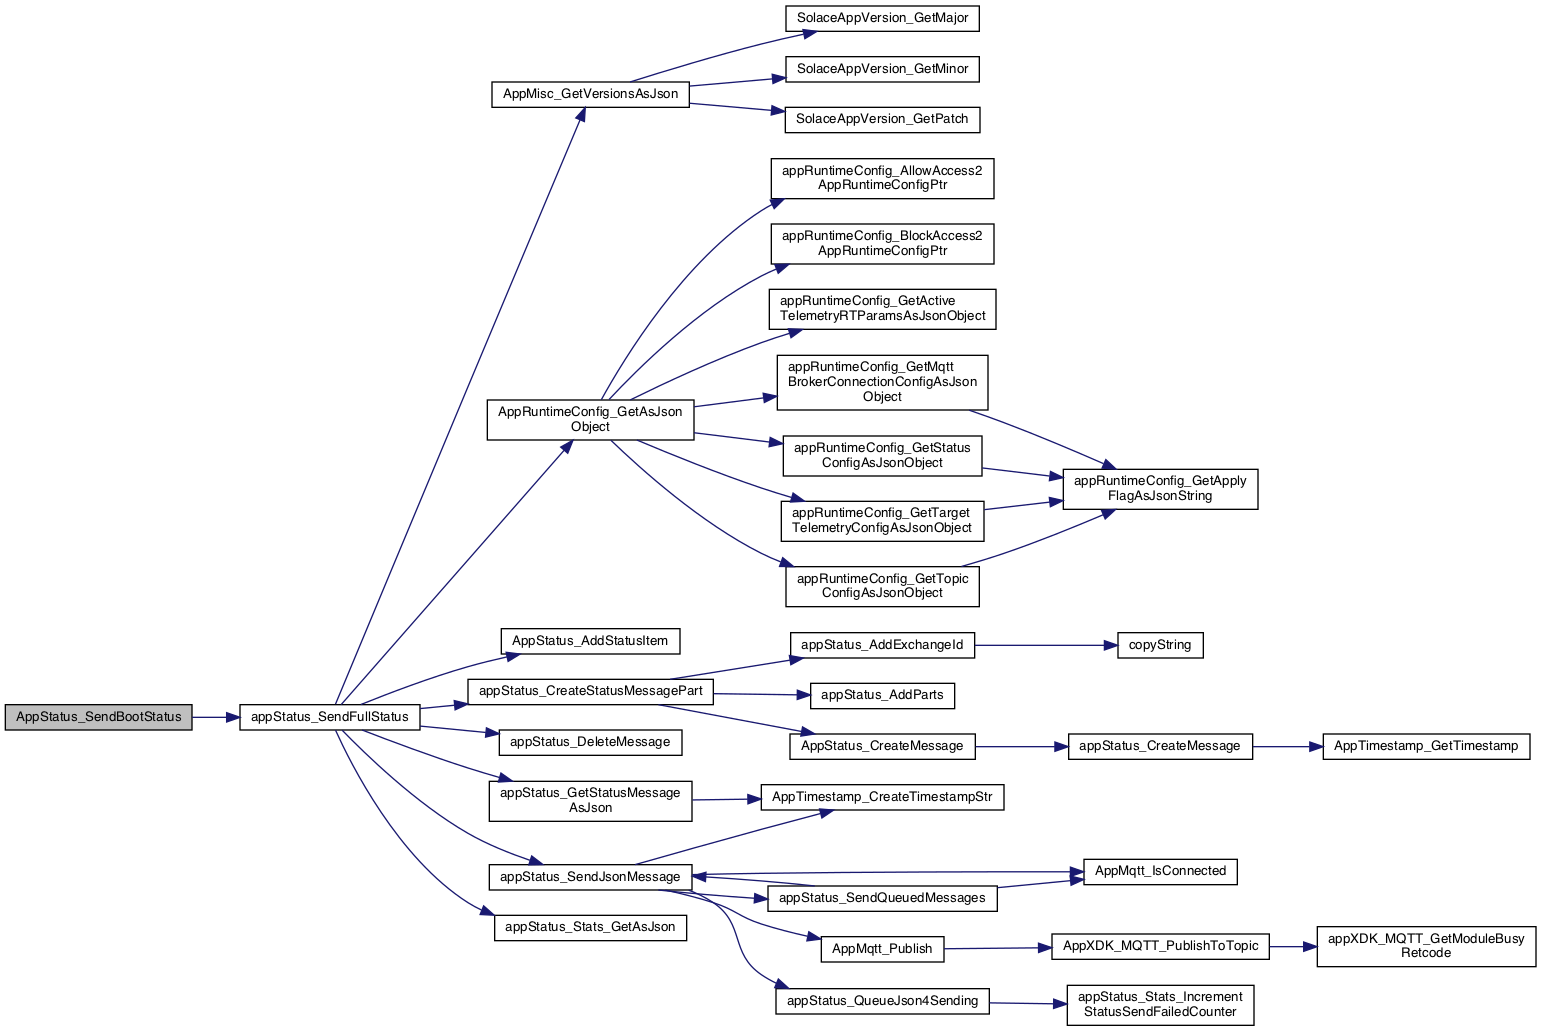 SolaceAppVersion_GetMajor
SolaceAppVersion_GetMinor
AppMisc_GetVersionsAsJson
SolaceAppVersion_GetPatch
appRuntimeConfig_AllowAccess2
AppRuntimeConfigPtr
appRuntimeConfig_BlockAccess2
AppRuntimeConfigPtr
appRuntimeConfig_GetActive
TelemetryRTParamsAsJsonObject
appRuntimeConfig_GetMqtt
BrokerConnectionConfigAsJson
Object
AppRuntimeConfig_GetAsJson
Object
appRuntimeConfig_GetStatus
ConfigAsJsonObject
appRuntimeConfig_GetApply
FlagAsJsonString
appRuntimeConfig_GetTarget
TelemetryConfigAsJsonObject
appRuntimeConfig_GetTopic
ConfigAsJsonObject
AppStatus_AddStatusItem
appStatus_AddExchangeId
copyString
appStatus_CreateStatusMessagePart
appStatus_AddParts
AppStatus_SendBootStatus
appStatus_SendFullStatus
appStatus_DeleteMessage
AppStatus_CreateMessage
appStatus_CreateMessage
AppTimestamp_GetTimestamp
appStatus_GetStatusMessage
AsJson
AppTimestamp_CreateTimestampStr
appStatus_SendJsonMessage
AppMqtt_IsConnected
appStatus_SendQueuedMessages
appStatus_Stats_GetAsJson
AppMqtt_Publish
AppXDK_MQTT_PublishToTopic
appXDK_MQTT_GetModuleBusy
Retcode
appStatus_QueueJson4Sending
appStatus_Stats_Increment
StatusSendFailedCounter